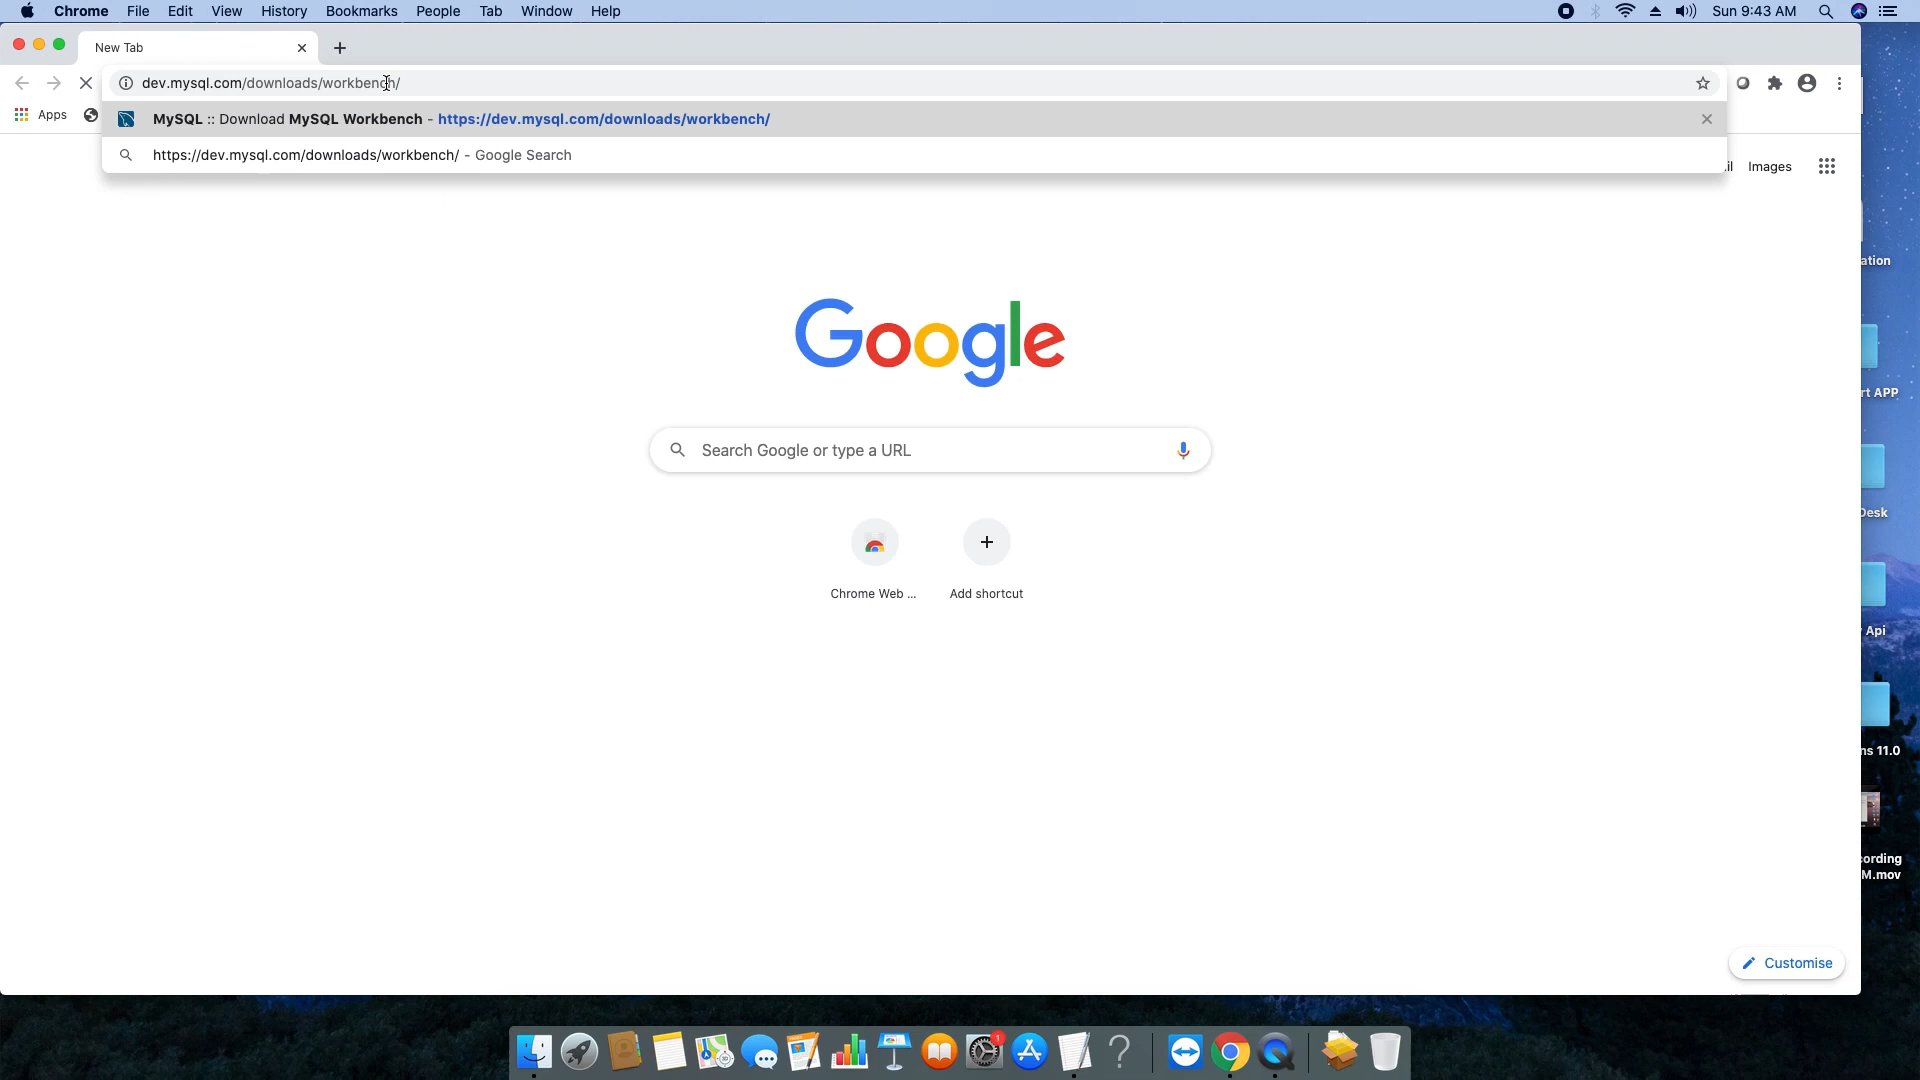 Chrome File Edit View History Bookmarks People Tab Window Help Sun 9:43 AM
New Tab
dev.mysql.com/downloads/workbench/
Apps
MySQL :: Download MySQL Workbench - https://dev.mysql.com/downloads/workbench/
https://dev.mysql.com/downloads/workbench/ - Google Search
il Images
ation
Google
rt APP
Search Google or type a URL
Desk
Chrome Web ... Add shortcut
Api
ns 11.0
cording
M.mov
Customise
1